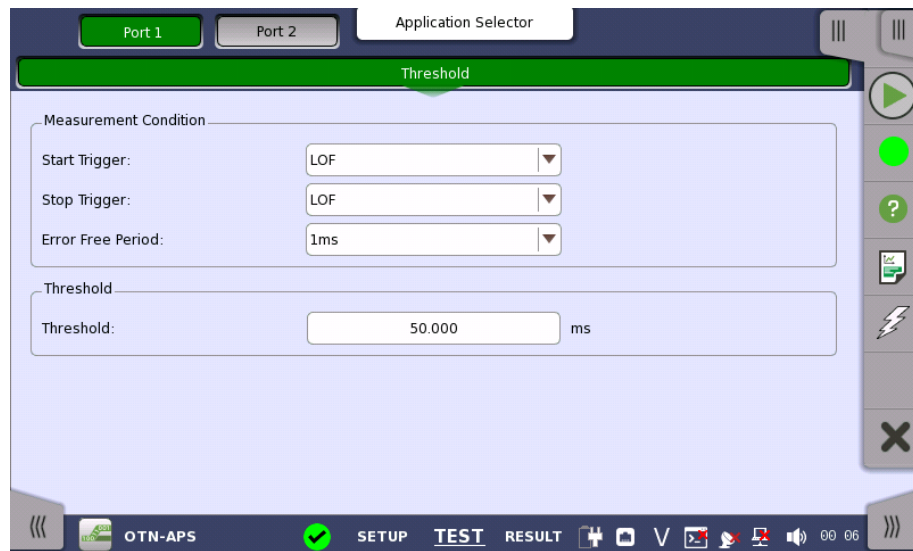 Application Selector
Port 1 Port 2
Threshold
Measurement Condition
Start Trigger: LOF
Stop Trigger: LOF
Error Free Period: 1ms
Threshold
Threshold: 50.000 ms
OTN-APS SETUP TEST RESULT V 00 06